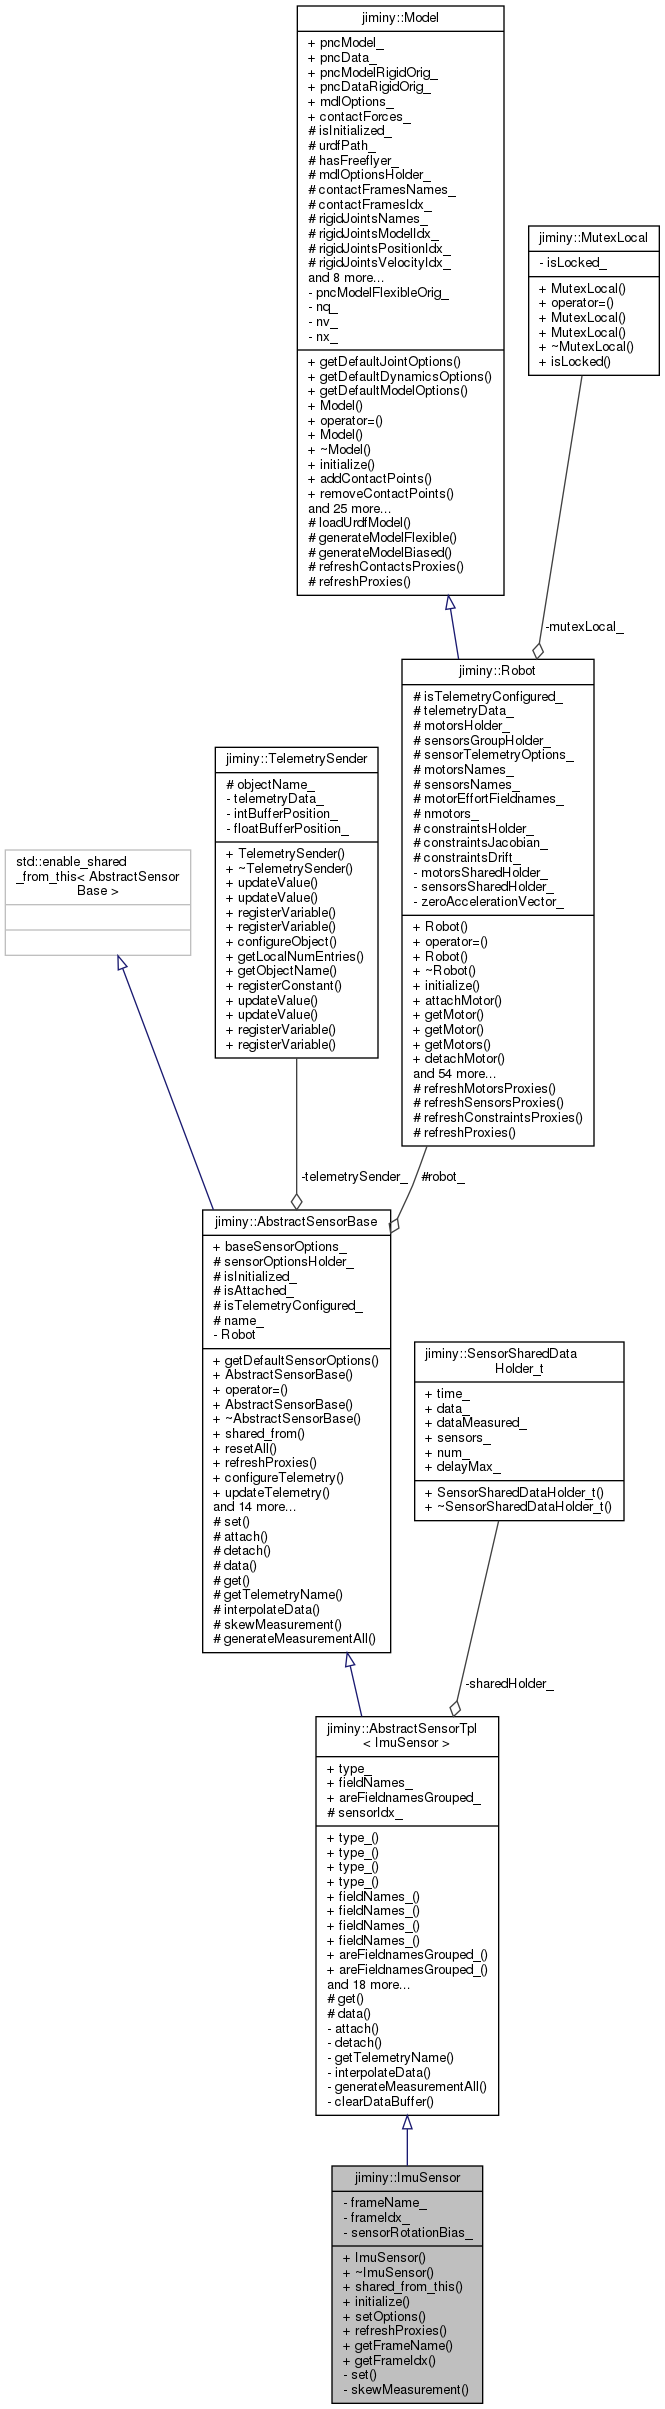 jiminy::Model
+ pncModel_
+ pncData_
+ pncModelRigidOrig_
+ pncDataRigidOrig_
+ mdlOptions_
+ contactForces_
# isInitialized_
# urdfPath_
# hasFreeflyer_
# mdlOptionsHolder_
# contactFramesNames_
# contactFramesIdx_
# rigidJointsNames_
# rigidJointsModelIdx_
# rigidJointsPositionIdx_
# rigidJointsVelocityIdx_
and 8 more...
- pncModelFlexibleOrig_
- nq_
- nv_
- nx_
+ getDefaultJointOptions()
+ getDefaultDynamicsOptions()
+ getDefaultModelOptions()
+ Model()
+ operator=()
+ Model()
+ ~Model()
+ initialize()
+ addContactPoints()
+ removeContactPoints()
and 25 more...
# loadUrdfModel()
# generateModelFlexible()
# generateModelBiased()
# refreshContactsProxies()
# refreshProxies()
jiminy::MutexLocal
- isLocked_
+ MutexLocal()
+ operator=()
+ MutexLocal()
+ MutexLocal()
+ ~MutexLocal()
+ isLocked()
-mutexLocal_
jiminy::Robot
# isTelemetryConfigured_
# telemetryData_
# motorsHolder_
# sensorsGroupHolder_
# sensorTelemetryOptions_
# motorsNames_
# sensorsNames_
# motorEffortFieldnames_
# nmotors_
# constraintsHolder_
# constraintsJacobian_
# constraintsDrift_
- motorsSharedHolder_
- sensorsSharedHolder_
- zeroAccelerationVector_
+ Robot()
+ operator=()
+ Robot()
+ ~Robot()
+ initialize()
+ attachMotor()
+ getMotor()
+ getMotor()
+ getMotors()
+ detachMotor()
and 54 more...
# refreshMotorsProxies()
# refreshSensorsProxies()
# refreshConstraintsProxies()
# refreshProxies()
jiminy::TelemetrySender
# objectName_
- telemetryData_
- intBufferPosition_
- floatBufferPosition_
+ TelemetrySender()
+ ~TelemetrySender()
+ updateValue()
+ updateValue()
+ registerVariable()
+ registerVariable()
+ configureObject()
+ getLocalNumEntries()
+ getObjectName()
+ registerConstant()
+ updateValue()
+ updateValue()
+ registerVariable()
+ registerVariable()
std::enable_shared
_from_this< AbstractSensor
Base >
-telemetrySender_
#robot_
jiminy::AbstractSensorBase
+ baseSensorOptions_
# sensorOptionsHolder_
# isInitialized_
# isAttached_
# isTelemetryConfigured_
# name_
- Robot
+ getDefaultSensorOptions()
+ AbstractSensorBase()
+ operator=()
+ AbstractSensorBase()
+ ~AbstractSensorBase()
+ shared_from()
+ resetAll()
+ refreshProxies()
+ configureTelemetry()
+ updateTelemetry()
and 14 more...
# set()
# attach()
# detach()
# data()
# get()
# getTelemetryName()
# interpolateData()
# skewMeasurement()
# generateMeasurementAll()
jiminy::SensorSharedData
Holder_t
+ time_
+ data_
+ dataMeasured_
+ sensors_
+ num_
+ delayMax_
+ SensorSharedDataHolder_t()
+ ~SensorSharedDataHolder_t()
-sharedHolder_
jiminy::AbstractSensorTpl
< ImuSensor >
+ type_
+ fieldNames_
+ areFieldnamesGrouped_
# sensorIdx_
+ type_()
+ type_()
+ type_()
+ type_()
+ fieldNames_()
+ fieldNames_()
+ fieldNames_()
+ fieldNames_()
+ areFieldnamesGrouped_()
+ areFieldnamesGrouped_()
and 18 more...
# get()
# data()
- attach()
- detach()
- getTelemetryName()
- interpolateData()
- generateMeasurementAll()
- clearDataBuffer()
jiminy::ImuSensor
- frameName_
- frameIdx_
- sensorRotationBias_
+ ImuSensor()
+ ~ImuSensor()
+ shared_from_this()
+ initialize()
+ setOptions()
+ refreshProxies()
+ getFrameName()
+ getFrameIdx()
- set()
- skewMeasurement()